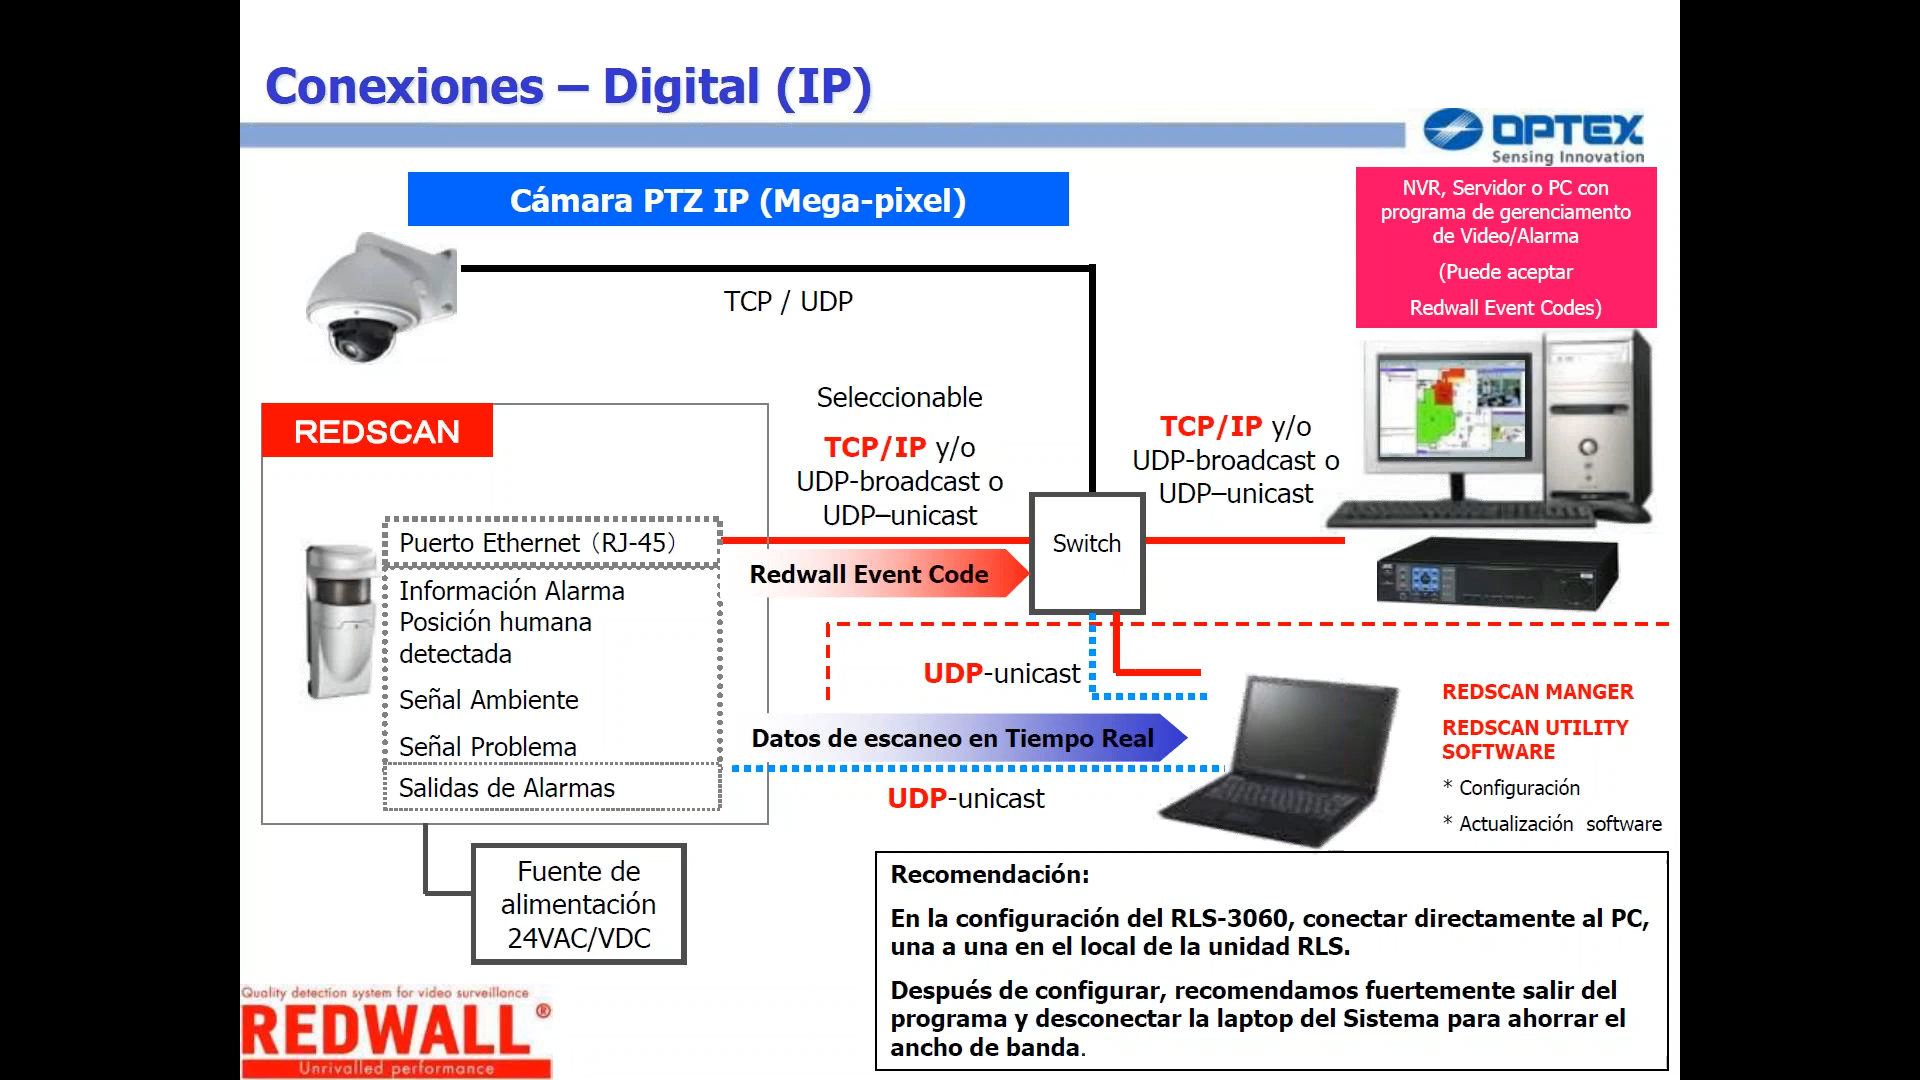 Conexiones – Digital (IP)
OPTEX
Sensing Innovation
Cámara PTZ IP (Mega-pixel)
NVR, Servidor o PC con
programa de gerenciamento
de Video/Alarma
(Puede aceptar
Redwall Event Codes)
TCP / UDP
Seleccionable
TCP/IP y/o
UDP-broadcast o
UDP–unicast
TCP/IP y/o
UDP-broadcast o
UDP–unicast
REDSCAN
Puerto Ethernet (RJ-45)
Información Alarma
Posición humana
detectada
Señal Ambiente
Señal Problema
Salidas de Alarmas
Redwall Event Code
Switch
UDP-unicast
Datos de escaneo en Tiempo Real
UDP-unicast
REDSCAN MANGER
REDSCAN UTILITY
SOFTWARE
* Configuración
* Actualización software
Fuente de
alimentación
24VAC/VDC
Recomendación:
En la configuración del RLS-3060, conectar directamente al PC,
una a una en el local de la unidad RLS.
Después de configurar, recomendamos fuertemente salir del
programa y desconectar la laptop del Sistema para ahorrar el
ancho de banda.
Quality detection system for video surveillance
REDWALL®
Unrivalled performance